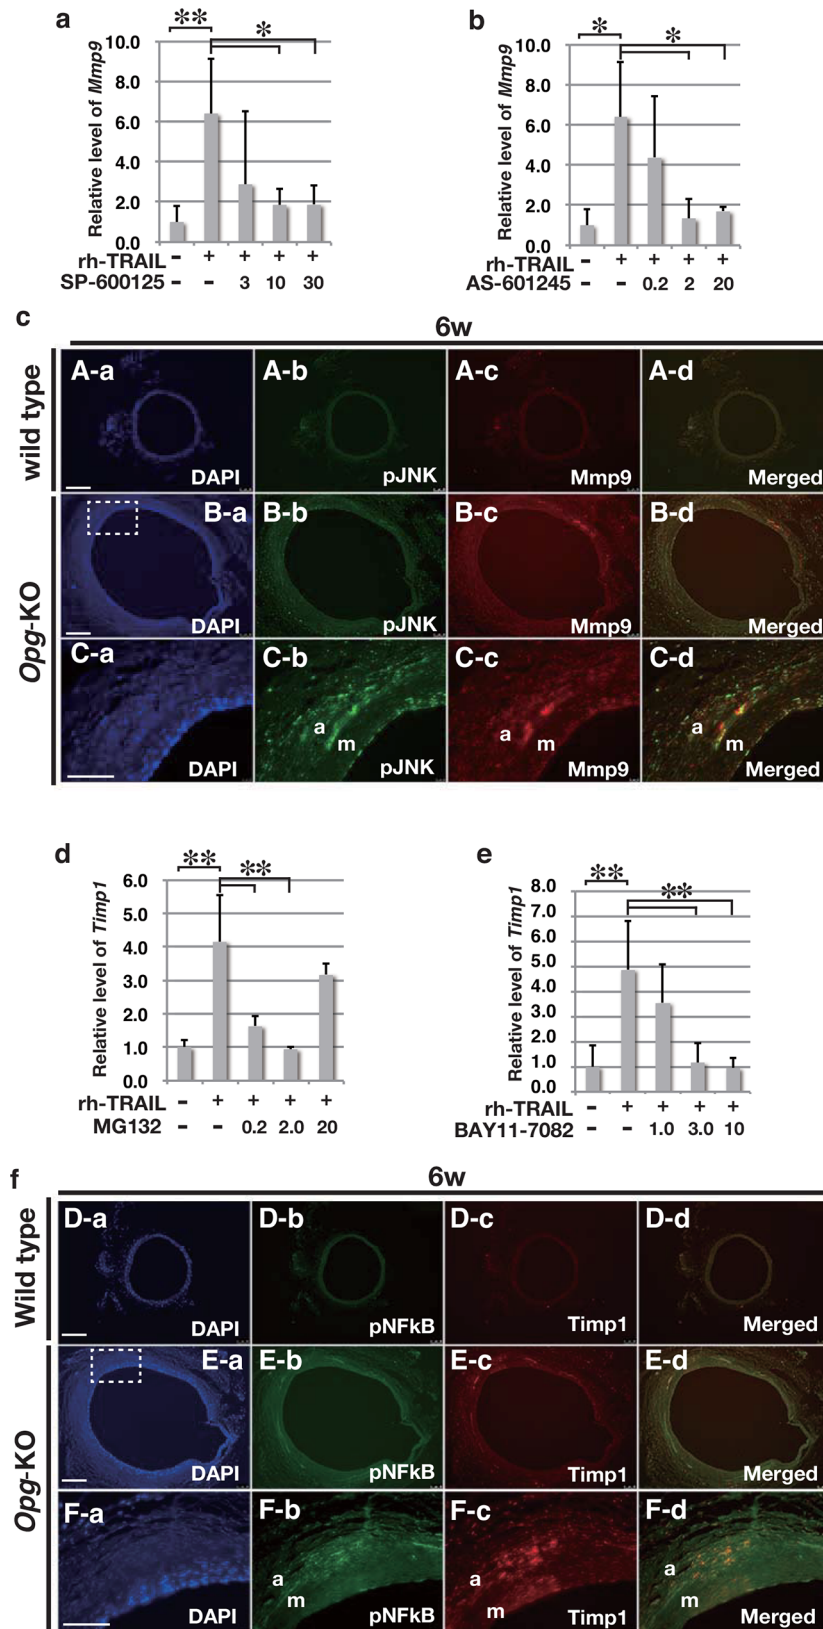 a
** *
Relative level of Mmp9
10.0
8.0
6.0
4.0
2.0
0.0
rh-TRAIL - + + + +
SP-600125 - - 3 10 30
b
* *
Relative level of Mmp9
10.0
8.0
6.0
4.0
2.0
0.0
rh-TRAIL - + + + +
AS-601245 - - 0.2 2 20
c
6w
wild type
A-a A-b A-c A-d
DAPI pJNK Mmp9 Merged
Opg-KO
B-a B-b B-c B-d
DAPI pJNK Mmp9 Merged
C-a C-b C-c C-d
a a a
m m m
DAPI pJNK Mmp9 Merged
d
** **
Relative level of Timp1
6.0
5.0
4.0
3.0
2.0
1.0
0.0
rh-TRAIL - + + + +
MG132 - - 0.2 2.0 20
e
** **
Relative level of Timp1
8.0
7.0
6.0
5.0
4.0
3.0
2.0
1.0
0.0
rh-TRAIL - + + + +
BAY11-7082 - - 1.0 3.0 10
f
6w
Wild type
D-a D-b D-c D-d
DAPI pNFkB Timp1 Merged
Opg-KO
E-a E-b E-c E-d
DAPI pNFkB Timp1 Merged
F-a F-b F-c F-d
a a a
m m m
DAPI pNFkB Timp1 Merged